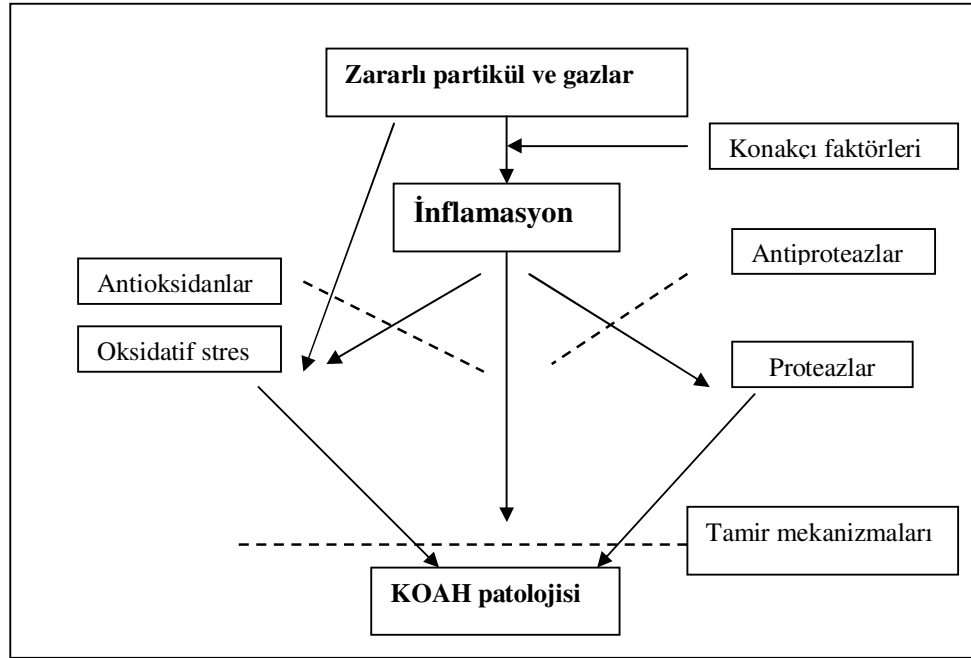 Zararlı partikül ve gazlar
Konakçı faktörleri
İnflamasyon
Antiproteazlar
Antioksidanlar
Oksidatif stres
Proteazlar
Tamir mekanizmaları
KOAH patolojisi